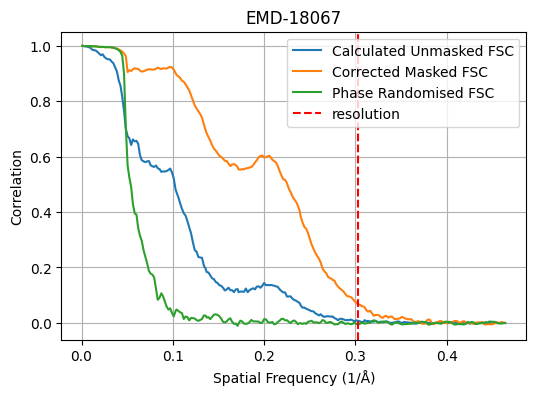 EMD-18067
Calculated Unmasked FSC
Corrected Masked FSC
Phase Randomised FSC
resolution
Correlation
1.0
0.8
0.6
0.4
0.2
0.0
0.0 0.1 0.2 0.3 0.4
Spatial Frequency (1/Å)